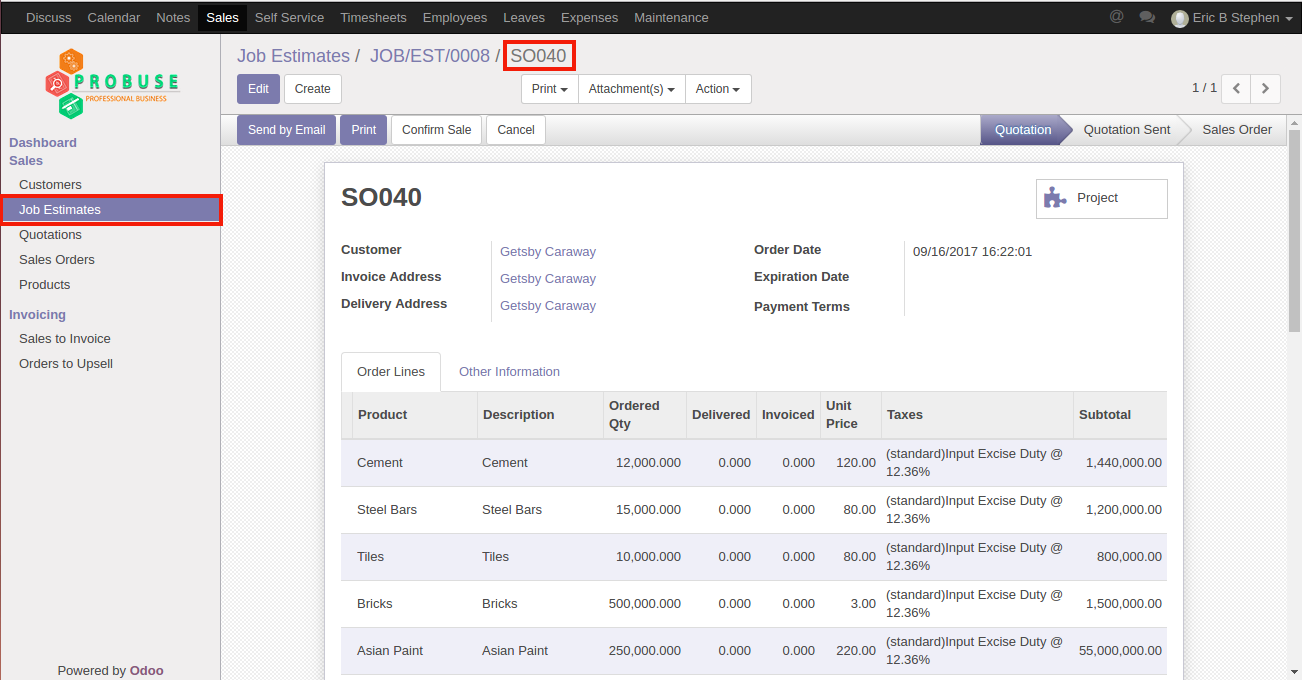 Discuss Calendar Notes Sales Self Service Timesheets Employees Leaves Expenses Maintenance @ Eric B Stephen
PROBUSE
PROFESSIONAL BUSINESS
Dashboard
Sales
Customers
Job Estimates
Quotations
Sales Orders
Products
Invoicing
Sales to Invoice
Orders to Upsell
Powered by Odoo
Job Estimates / JOB/EST/0008 / SO040
Edit Create Print Attachment(s) Action 1 / 1
Send by Email Print Confirm Sale Cancel Quotation Quotation Sent Sales Order
SO040
Project
Customer Getsby Caraway Order Date 09/16/2017 16:22:01
Invoice Address Getsby Caraway Expiration Date
Delivery Address Getsby Caraway Payment Terms
Order Lines Other Information
Product Description Ordered Qty Delivered Invoiced Unit Price Taxes Subtotal
Cement Cement 12,000.000 0.000 0.000 120.00 (standard)Input Excise Duty @ 12.36% 1,440,000.00
Steel Bars Steel Bars 15,000.000 0.000 0.000 80.00 (standard)Input Excise Duty @ 12.36% 1,200,000.00
Tiles Tiles 10,000.000 0.000 0.000 80.00 (standard)Input Excise Duty @ 12.36% 800,000.00
Bricks Bricks 500,000.000 0.000 0.000 3.00 (standard)Input Excise Duty @ 12.36% 1,500,000.00
Asian Paint Asian Paint 250,000.000 0.000 0.000 220.00 (standard)Input Excise Duty @ 12.36% 55,000,000.00